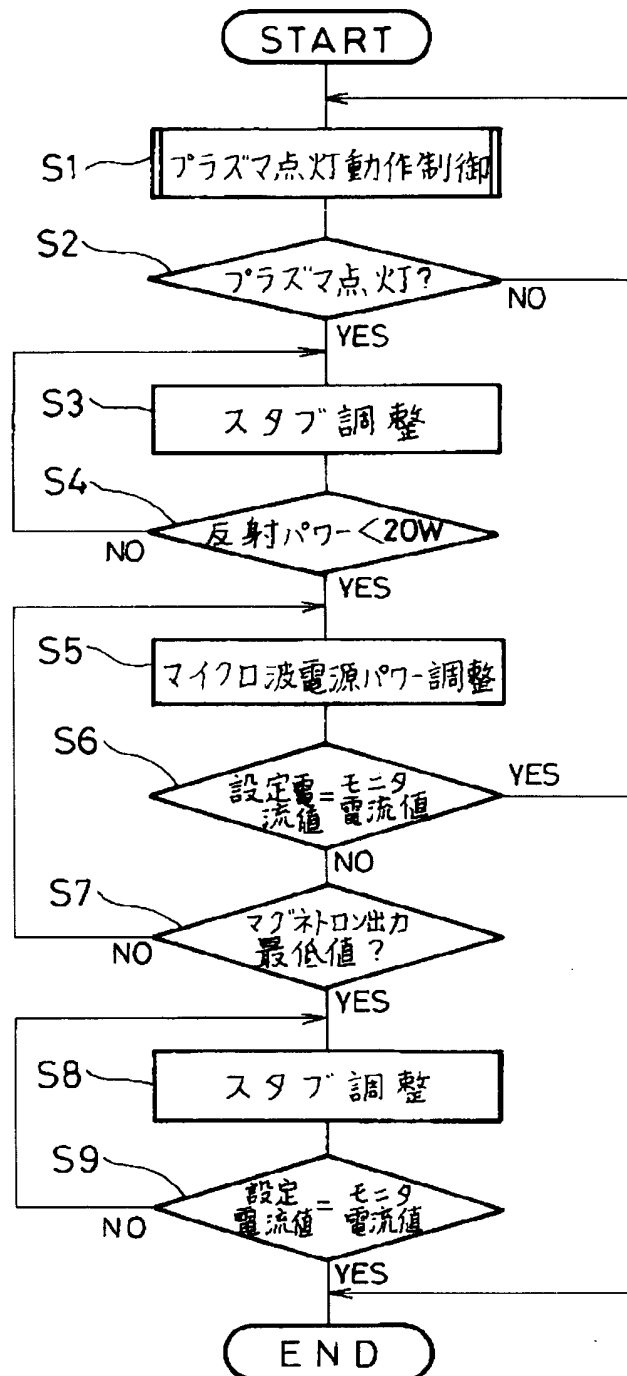 START
S1
プラズマ点灯動作制御
S2
プラズマ点灯?
NO
YES
S3
スタブ調整
S4
反射パワー<20W
NO
YES
S5
マイクロ波電源パワー調整
S6
設定電=モニタ
流値 電流値
YES
NO
S7
マグネトロン出力
最低値?
NO
YES
S8
スタブ調整
S9
設定 = モニタ
電流値 電流値
NO
YES
END